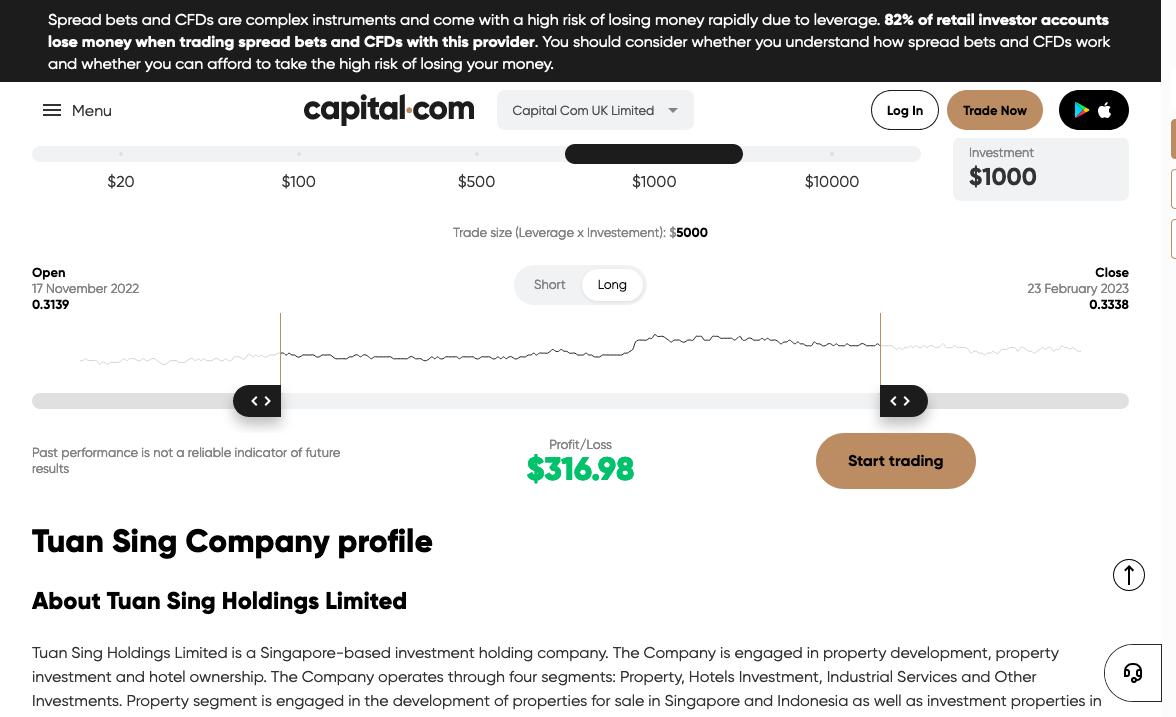 Spread bets and CFDs are complex instruments and come with a high risk of losing money rapidly due to leverage. 82% of retail investor accounts
lose money when trading spread bets and CFDs with this provider. You should consider whether you understand how spread bets and CFDs work
and whether you can afford to take the high risk of losing your money.
Menu
capital.com
Capital Com UK Limited
Log In
Trade Now
$20
$100
$500
$1000
$10000
Investment
$1000
Trade size (Leverage x Investement): $5000
Open
17 November 2022
0.3139
Short
Long
Close
23 February 2023
0.3338
Past performance is not a reliable indicator of future
results
Profit/Loss
$316.98
Start trading
Tuan Sing Company profile
About Tuan Sing Holdings Limited
Tuan Sing Holdings Limited is a Singapore-based investment holding company. The Company is engaged in property development, property
investment and hotel ownership. The Company operates through four segments: Property, Hotels Investment, Industrial Services and Other
Investments. Property segment is engaged in the development of properties for sale in Singapore and Indonesia as well as investment properties in